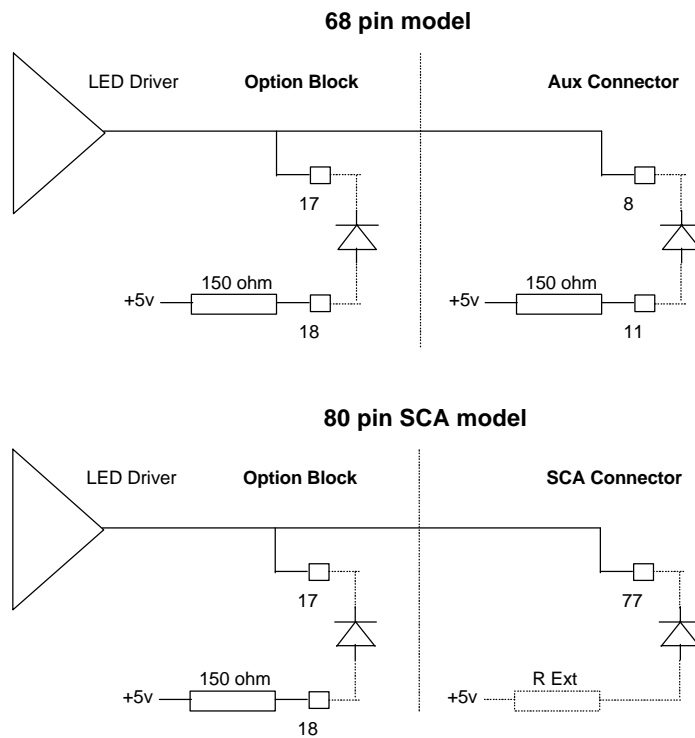 68 pin model
LED Driver Option Block Aux Connector
17 8
150 ohm 150 ohm
+5v +5v
18 11
80 pin SCA model
LED Driver Option Block SCA Connector
17 77
150 ohm R Ext
+5v +5v
18